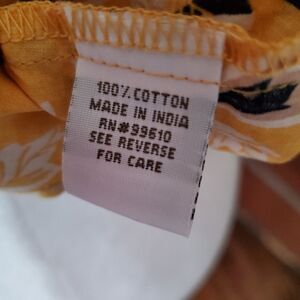 100% COTTON
MADE IN INDIA
RN#99610
SEE REVERSE
FOR CARE